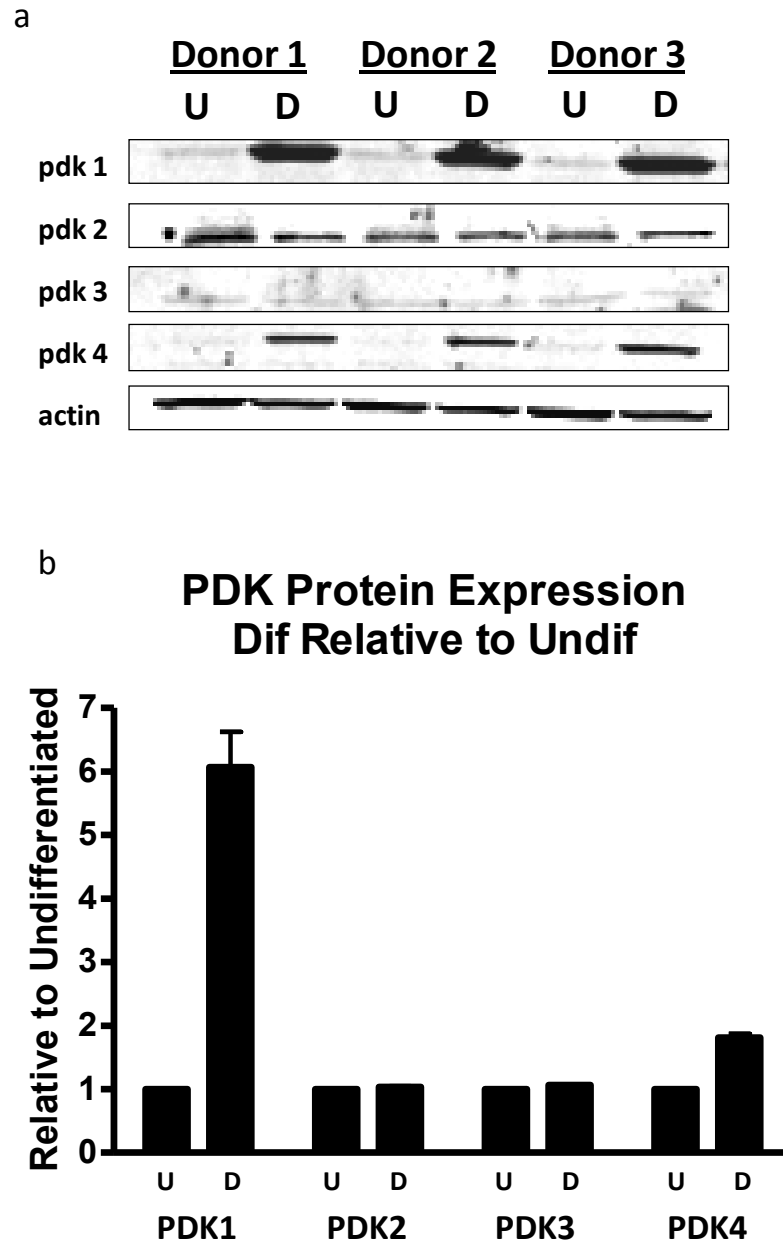 a
Donor 1 Donor 2 Donor 3
U D U D U D
pdk 1
pdk 2
pdk 3
pdk 4
actin
b
PDK Protein Expression
Dif Relative to Undif
Relative to Undifferentiated
7
6
5
4
3
2
1
0
U D U D U D U D
PDK1 PDK2 PDK3 PDK4